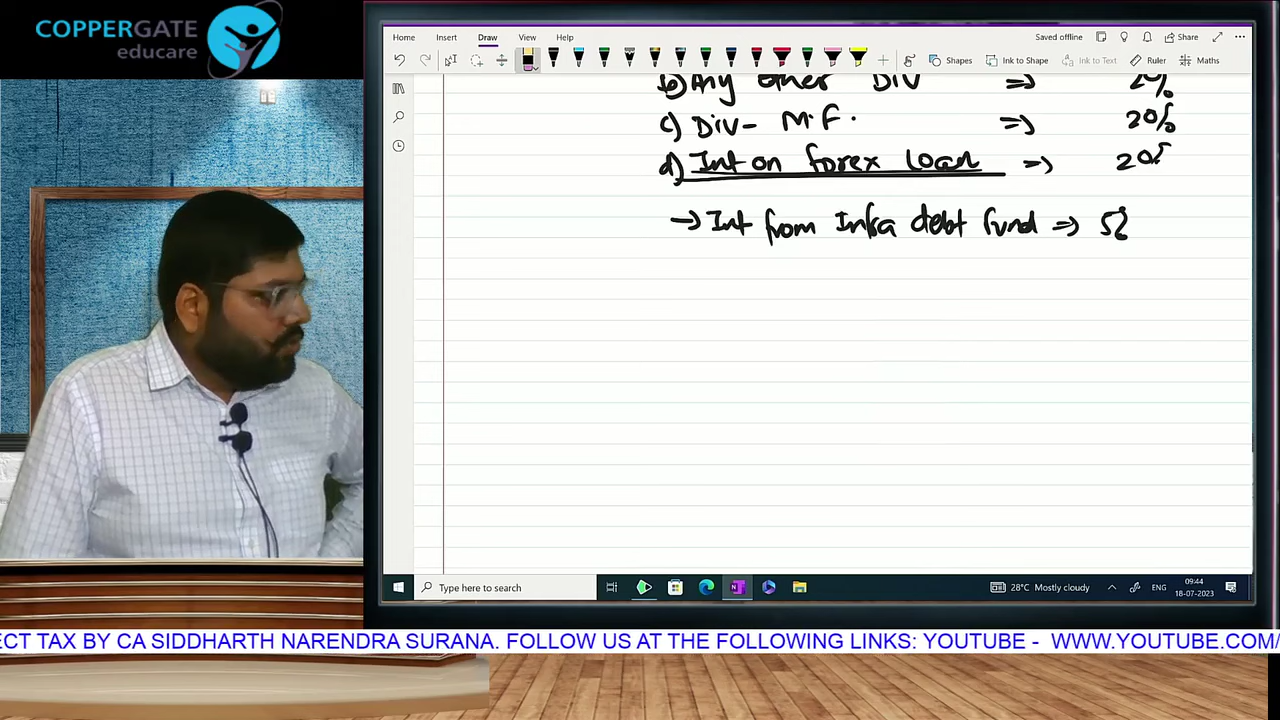 COPPERGATE
educare
Home Insert Draw View Help
Saved offline
Share
Shapes
Ink to Shape
Ink to Text
Ruler
Maths
b) Any other DIV => 20%
c) DIV- M.F. => 20%
d) Int on forex loan => 20%
→ Int from Infra debt fund => 5%
Type here to search
28°C Mostly cloudy
ENG
09:44
18-07-2023
ECT TAX BY CA SIDDHARTH NARENDRA SURANA. FOLLOW US AT THE FOLLOWING LINKS: YOUTUBE - WWW.YOUTUBE.COM/